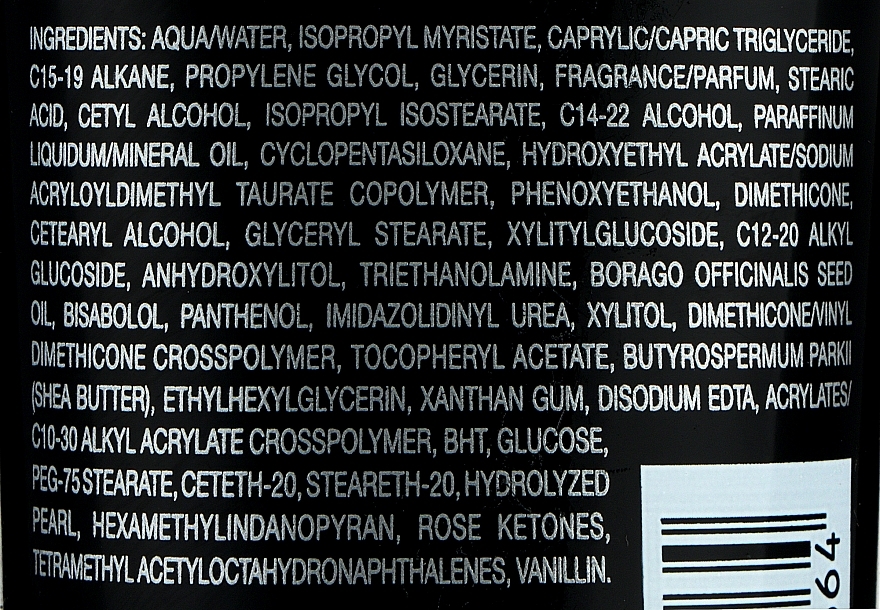 INGREDIENTS: AQUA/WATER, ISOPROPYL MYRISTATE, CAPRYLIC/CAPRIC TRIGLYCERIDE,
C15-19 ALKANE, PROPYLENE GLYCOL, GLYCERIN, FRAGRANCE/PARFUM, STEARIC
ACID, CETYL ALCOHOL, ISOPROPYL ISOSTEARATE, C14-22 ALCOHOL, PARAFFINUM
LIQUIDUM/MINERAL OIL, CYCLOPENTASILOXANE, HYDROXYETHYL ACRYLATE/SODIUM
ACRYLOYLDIMETHYL TAURATE COPOLYMER, PHENOXYETHANOL, DIMETHICONE,
CETEARYL ALCOHOL, GLYCERYL STEARATE, XYLITYLGLUCOSIDE, C12-20 ALKYL
GLUCOSIDE, ANHYDROXYLITOL, TRIETHANOLAMINE, BORAGO OFFICINALIS SEED
OIL, BISABOLOL, PANTHENOL, IMIDAZOLIDINYL UREA, XYLITOL, DIMETHICONE/VINYL
DIMETHICONE CROSSPOLYMER, TOCOPHERYL ACETATE, BUTYROSPERMUM PARKII
(SHEA BUTTER), ETHYLHEXYLGLYCERIN, XANTHAN GUM, DISODIUM EDTA, ACRYLATES/
C10-30 ALKYL ACRYLATE CROSSPOLYMER, BHT, GLUCOSE,
PEG-75 STEARATE, CETETH-20, STEARETH-20, HYDROLYZED
PEARL, HEXAMETHYLINDANOPYRAN, ROSE KETONES,
TETRAMETHYL ACETYLOCTAHYDRONAPHTHALENES, VANILLIN.
64